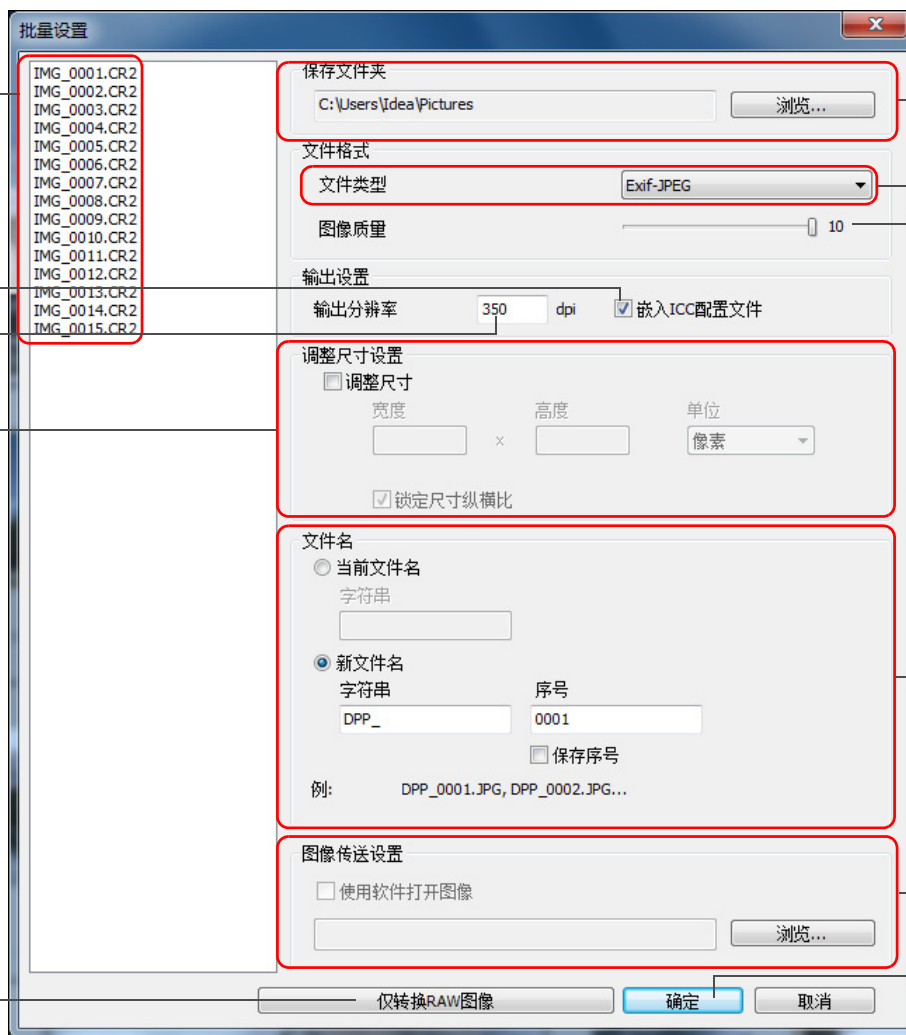 批量设置
IMG_0001.CR2
IMG_0002.CR2
IMG_0003.CR2
IMG_0004.CR2
IMG_0005.CR2
IMG_0006.CR2
IMG_0007.CR2
IMG_0008.CR2
IMG_0009.CR2
IMG_0010.CR2
IMG_0011.CR2
IMG_0012.CR2
IMG_0013.CR2
IMG_0014.CR2
IMG_0015.CR2
保存文件夹
C:\Users\Idea\Pictures 浏览...
文件格式
文件类型 Exif-JPEG
图像质量 10
输出设置
输出分辨率 350 dpi 嵌入ICC配置文件
调整尺寸设置
调整尺寸
宽度 高度 单位
x 像素
锁定尺寸纵横比
文件名
当前文件名
字符串
新文件名
字符串 序号
DPP_ 0001
保存序号
例: DPP_0001.JPG, DPP_0002.JPG...
图像传送设置
使用软件打开图像
浏览...
仅转换RAW图像 确定 取消